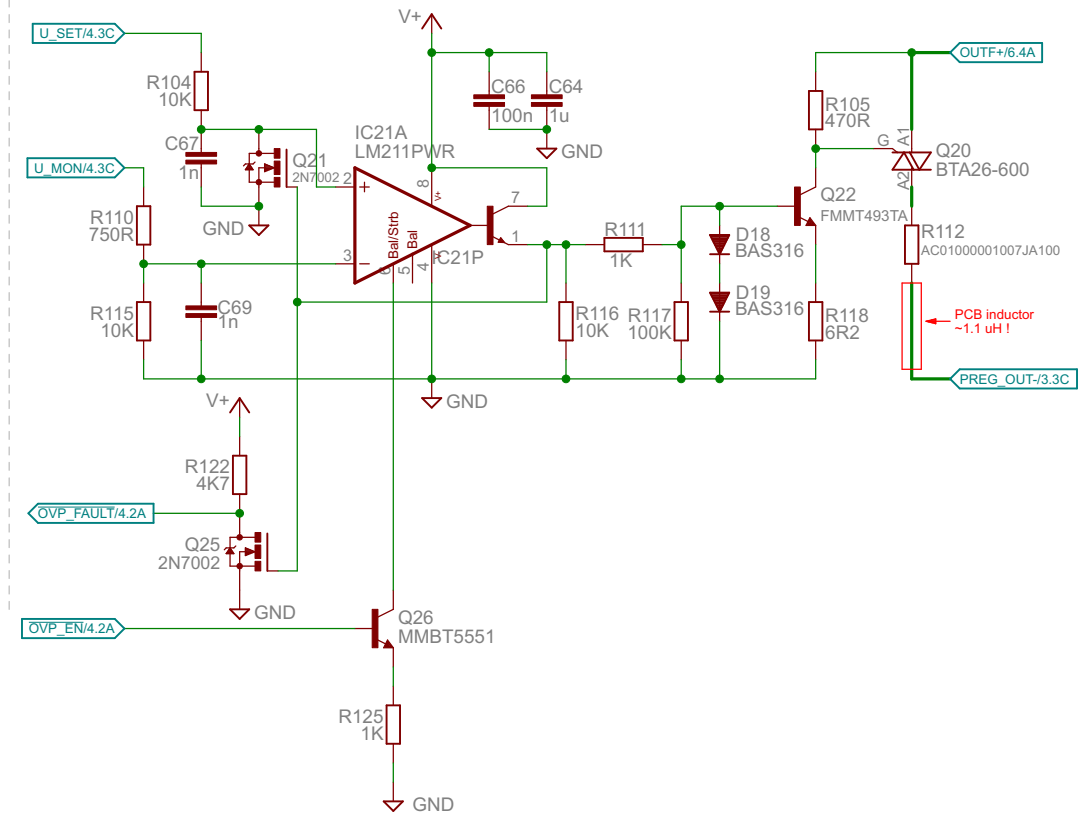 V+
U_SET/4.3C
OUTF+/6.4A
R104
10K
C66
100n
C64
1u
R105
470R
C67
1n
Q21
2N7002
IC21A
LM211PWR
GND
G
A1
A2
Q20
BTA26-600
U_MON/4.3C
2
+
8
V+
7
Q22
FMMT493TA
R110
750R
GND
Bal/Strb
Bal
1
IC21P
R111
1K
D18
BAS316
R112
AC01000001007JA100
3
−
6
5
4
R115
10K
C69
1n
R116
10K
R117
100K
D19
BAS316
R118
6R2
PCB inductor
~1.1 uH !
GND
PREG_OUT-/3.3C
V+
R122
4K7
OVP_FAULT/4.2A
Q25
2N7002
GND
OVP_EN/4.2A
Q26
MMBT5551
R125
1K
GND